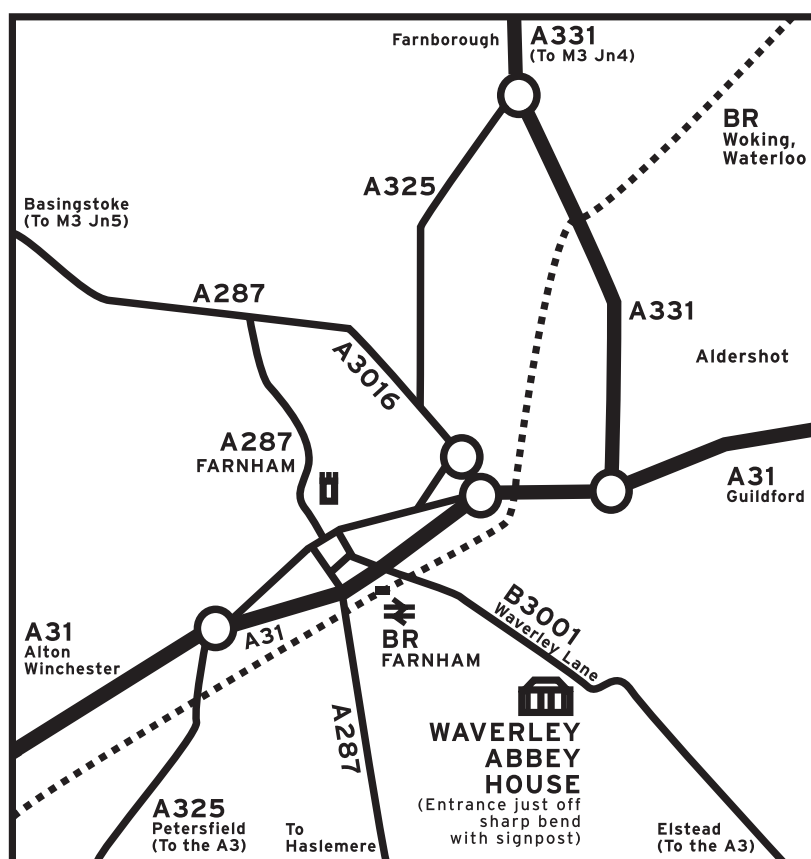 Farnborough
A331
(To M3 Jn4)
BR
Woking,
Waterloo
A325
Basingstoke
(To M3 Jn5)
A287
A331
A3016
Aldershot
A287
FARNHAM
A31
Guildford
B3001
Waverley Lane
A31
Alton
Winchester
A31
BR
FARNHAM
A287
WAVERLEY
ABBEY
HOUSE
(Entrance just off
sharp bend
with signpost)
A325
Petersfield
(To the A3)
To
Haslemere
Elstead
(To the A3)